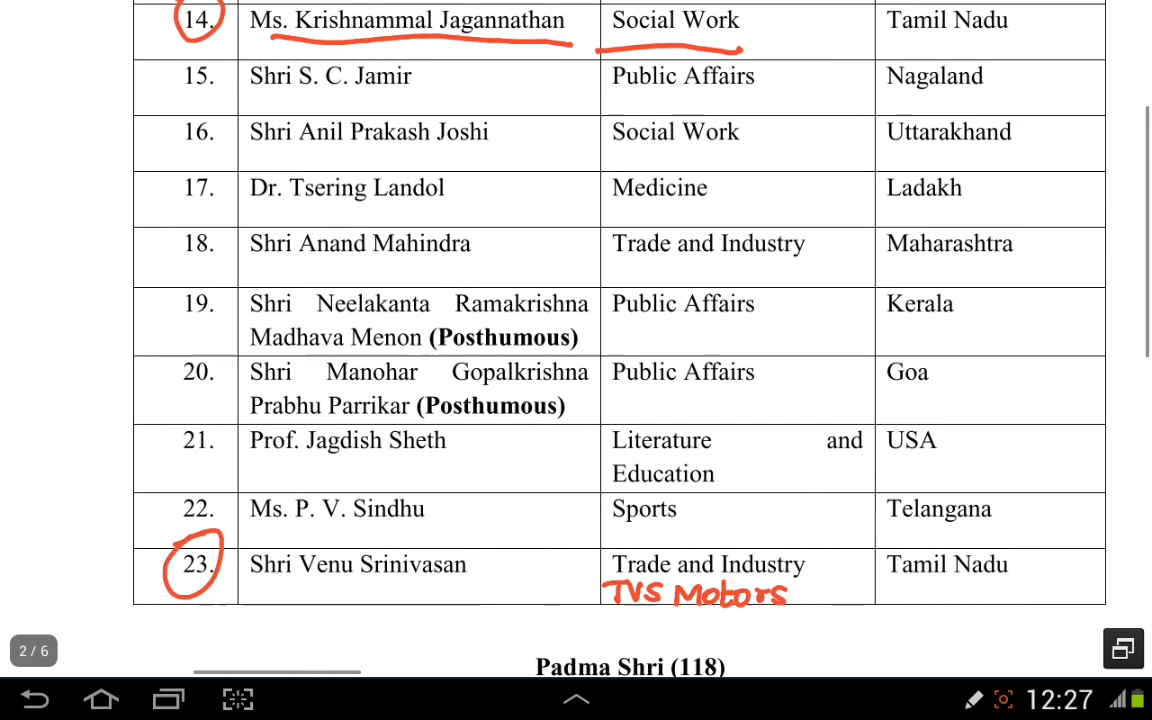 14. Ms. Krishnammal Jagannathan Social Work Tamil Nadu
15. Shri S. C. Jamir Public Affairs Nagaland
16. Shri Anil Prakash Joshi Social Work Uttarakhand
17. Dr. Tsering Landol Medicine Ladakh
18. Shri Anand Mahindra Trade and Industry Maharashtra
19. Shri Neelakanta Ramakrishna Public Affairs Kerala
Madhava Menon (Posthumous)
20. Shri Manohar Gopalkrishna Public Affairs Goa
Prabhu Parrikar (Posthumous)
21. Prof. Jagdish Sheth Literature and USA
Education
22. Ms. P. V. Sindhu Sports Telangana
23. Shri Venu Srinivasan Trade and Industry Tamil Nadu
TVS Motors
2 / 6
Padma Shri (118)
12:27